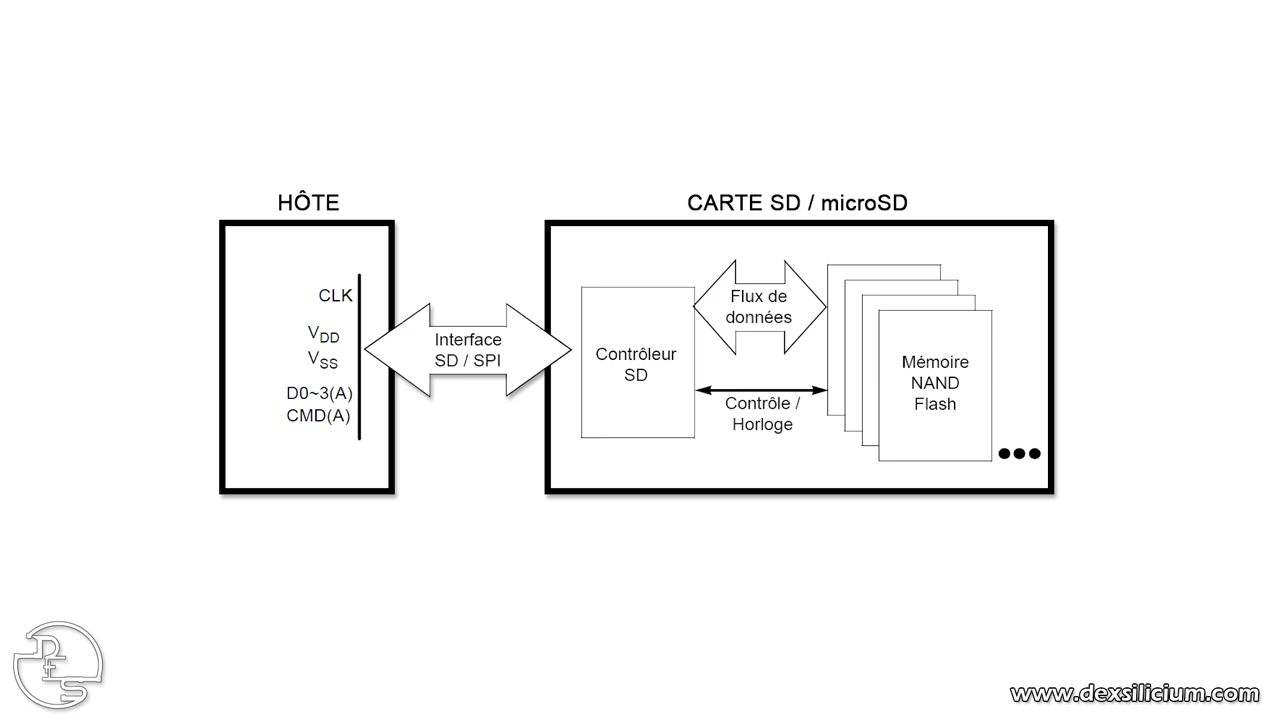 HÔTE
CLK
VDD
VSS
D0~3(A)
CMD(A)
Interface
SD / SPI
CARTE SD / microSD
Contrôleur
SD
Flux de
données
Contrôle /
Horloge
Mémoire
NAND
Flash
D+S
www.dexsilicium.com